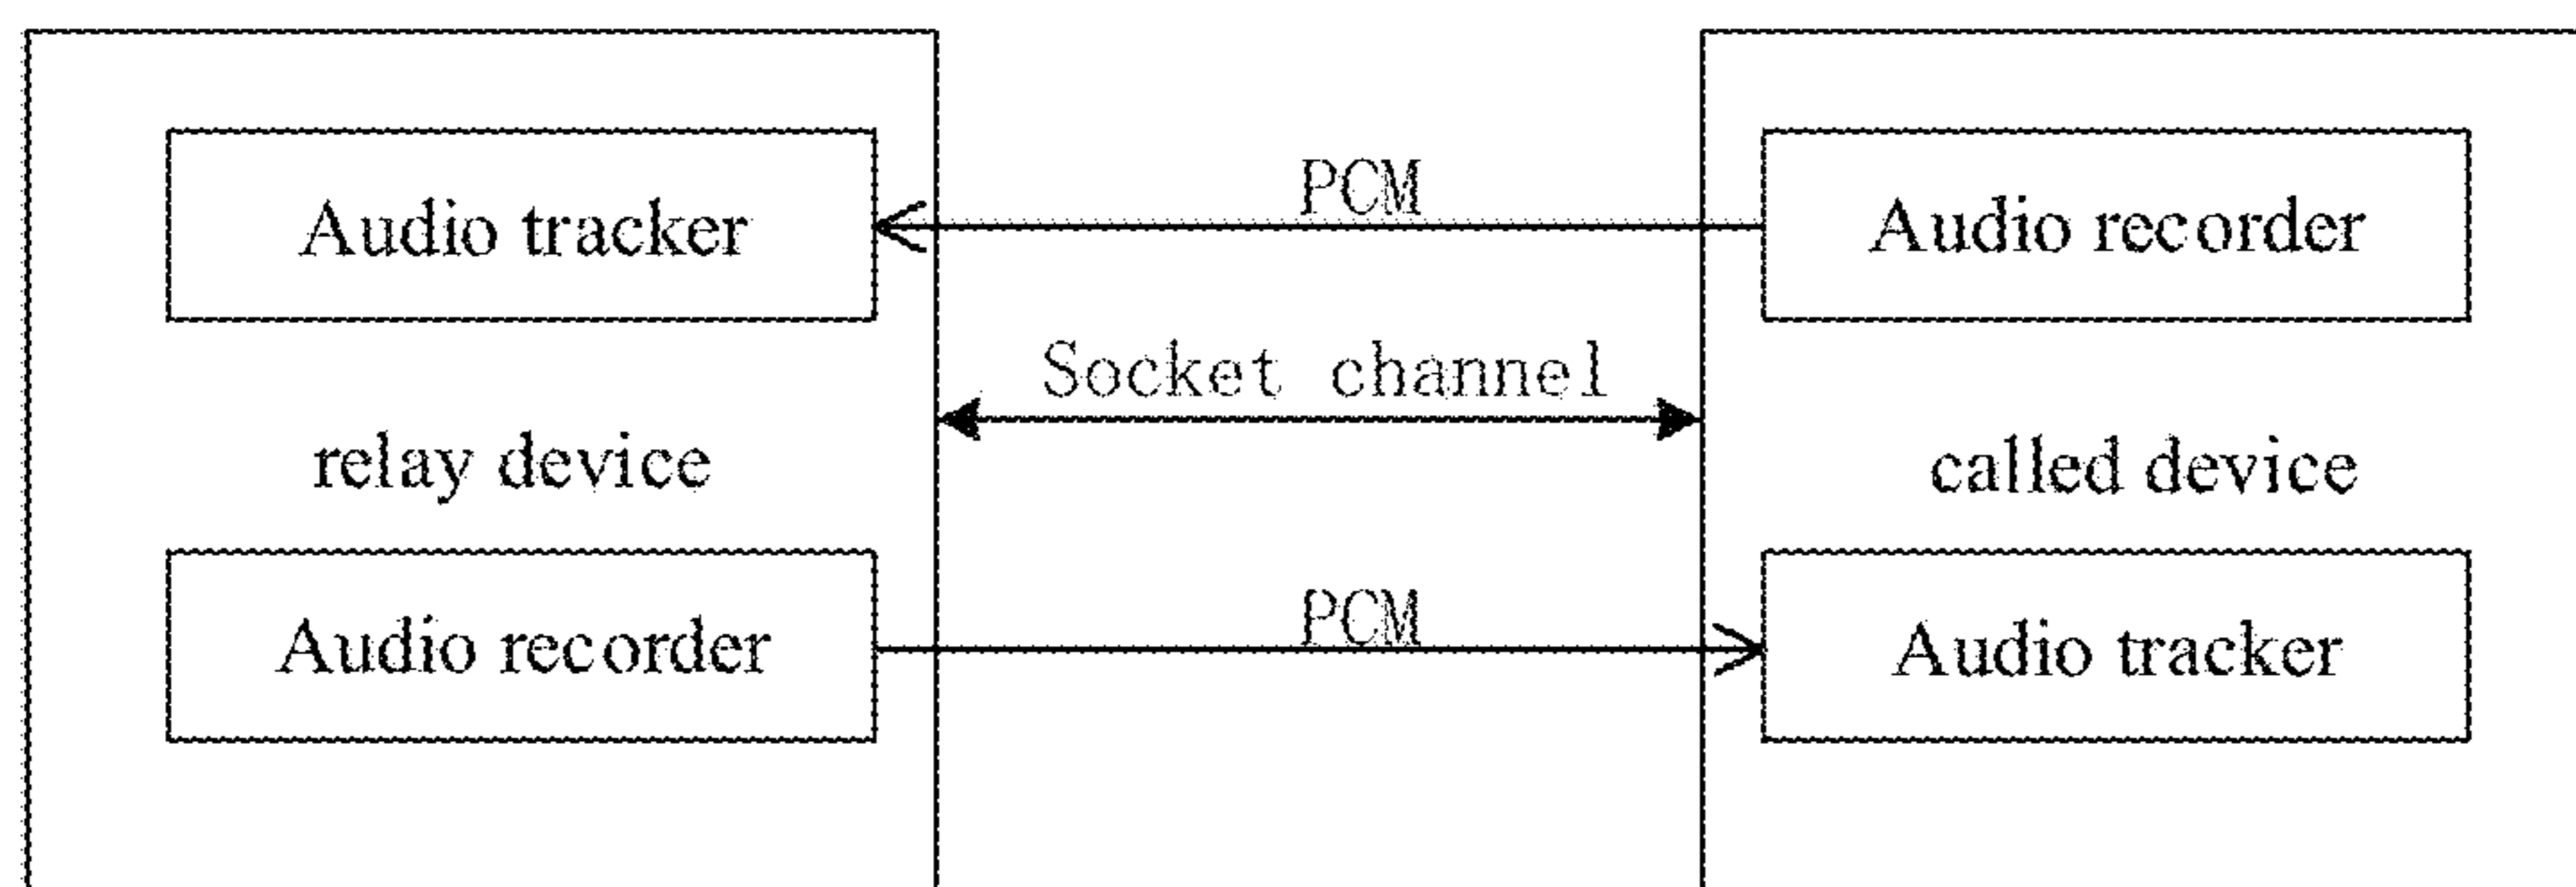 PCM
Audio tracker
Audio recorder
Socket channel
relay device
called device
PCM
Audio recorder
Audio tracker